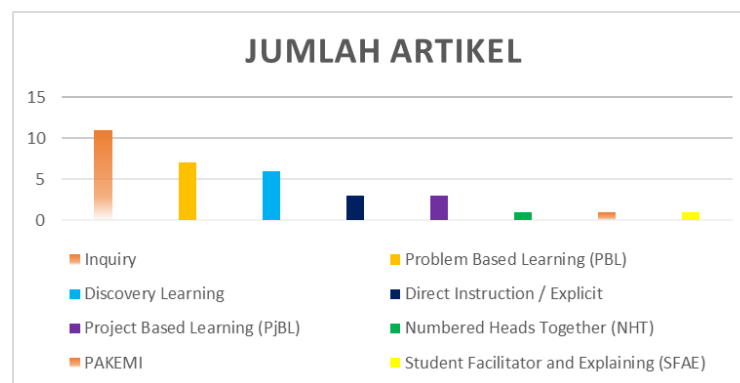 JUMLAH ARTIKEL
15
10
5
0
Inquiry
Problem Based Learning (PBL)
Discovery Learning
Direct Instruction / Explicit
Project Based Learning (PjBL)
Numbered Heads Together (NHT)
PAKEMI
Student Facilitator and Explaining (SFAE)